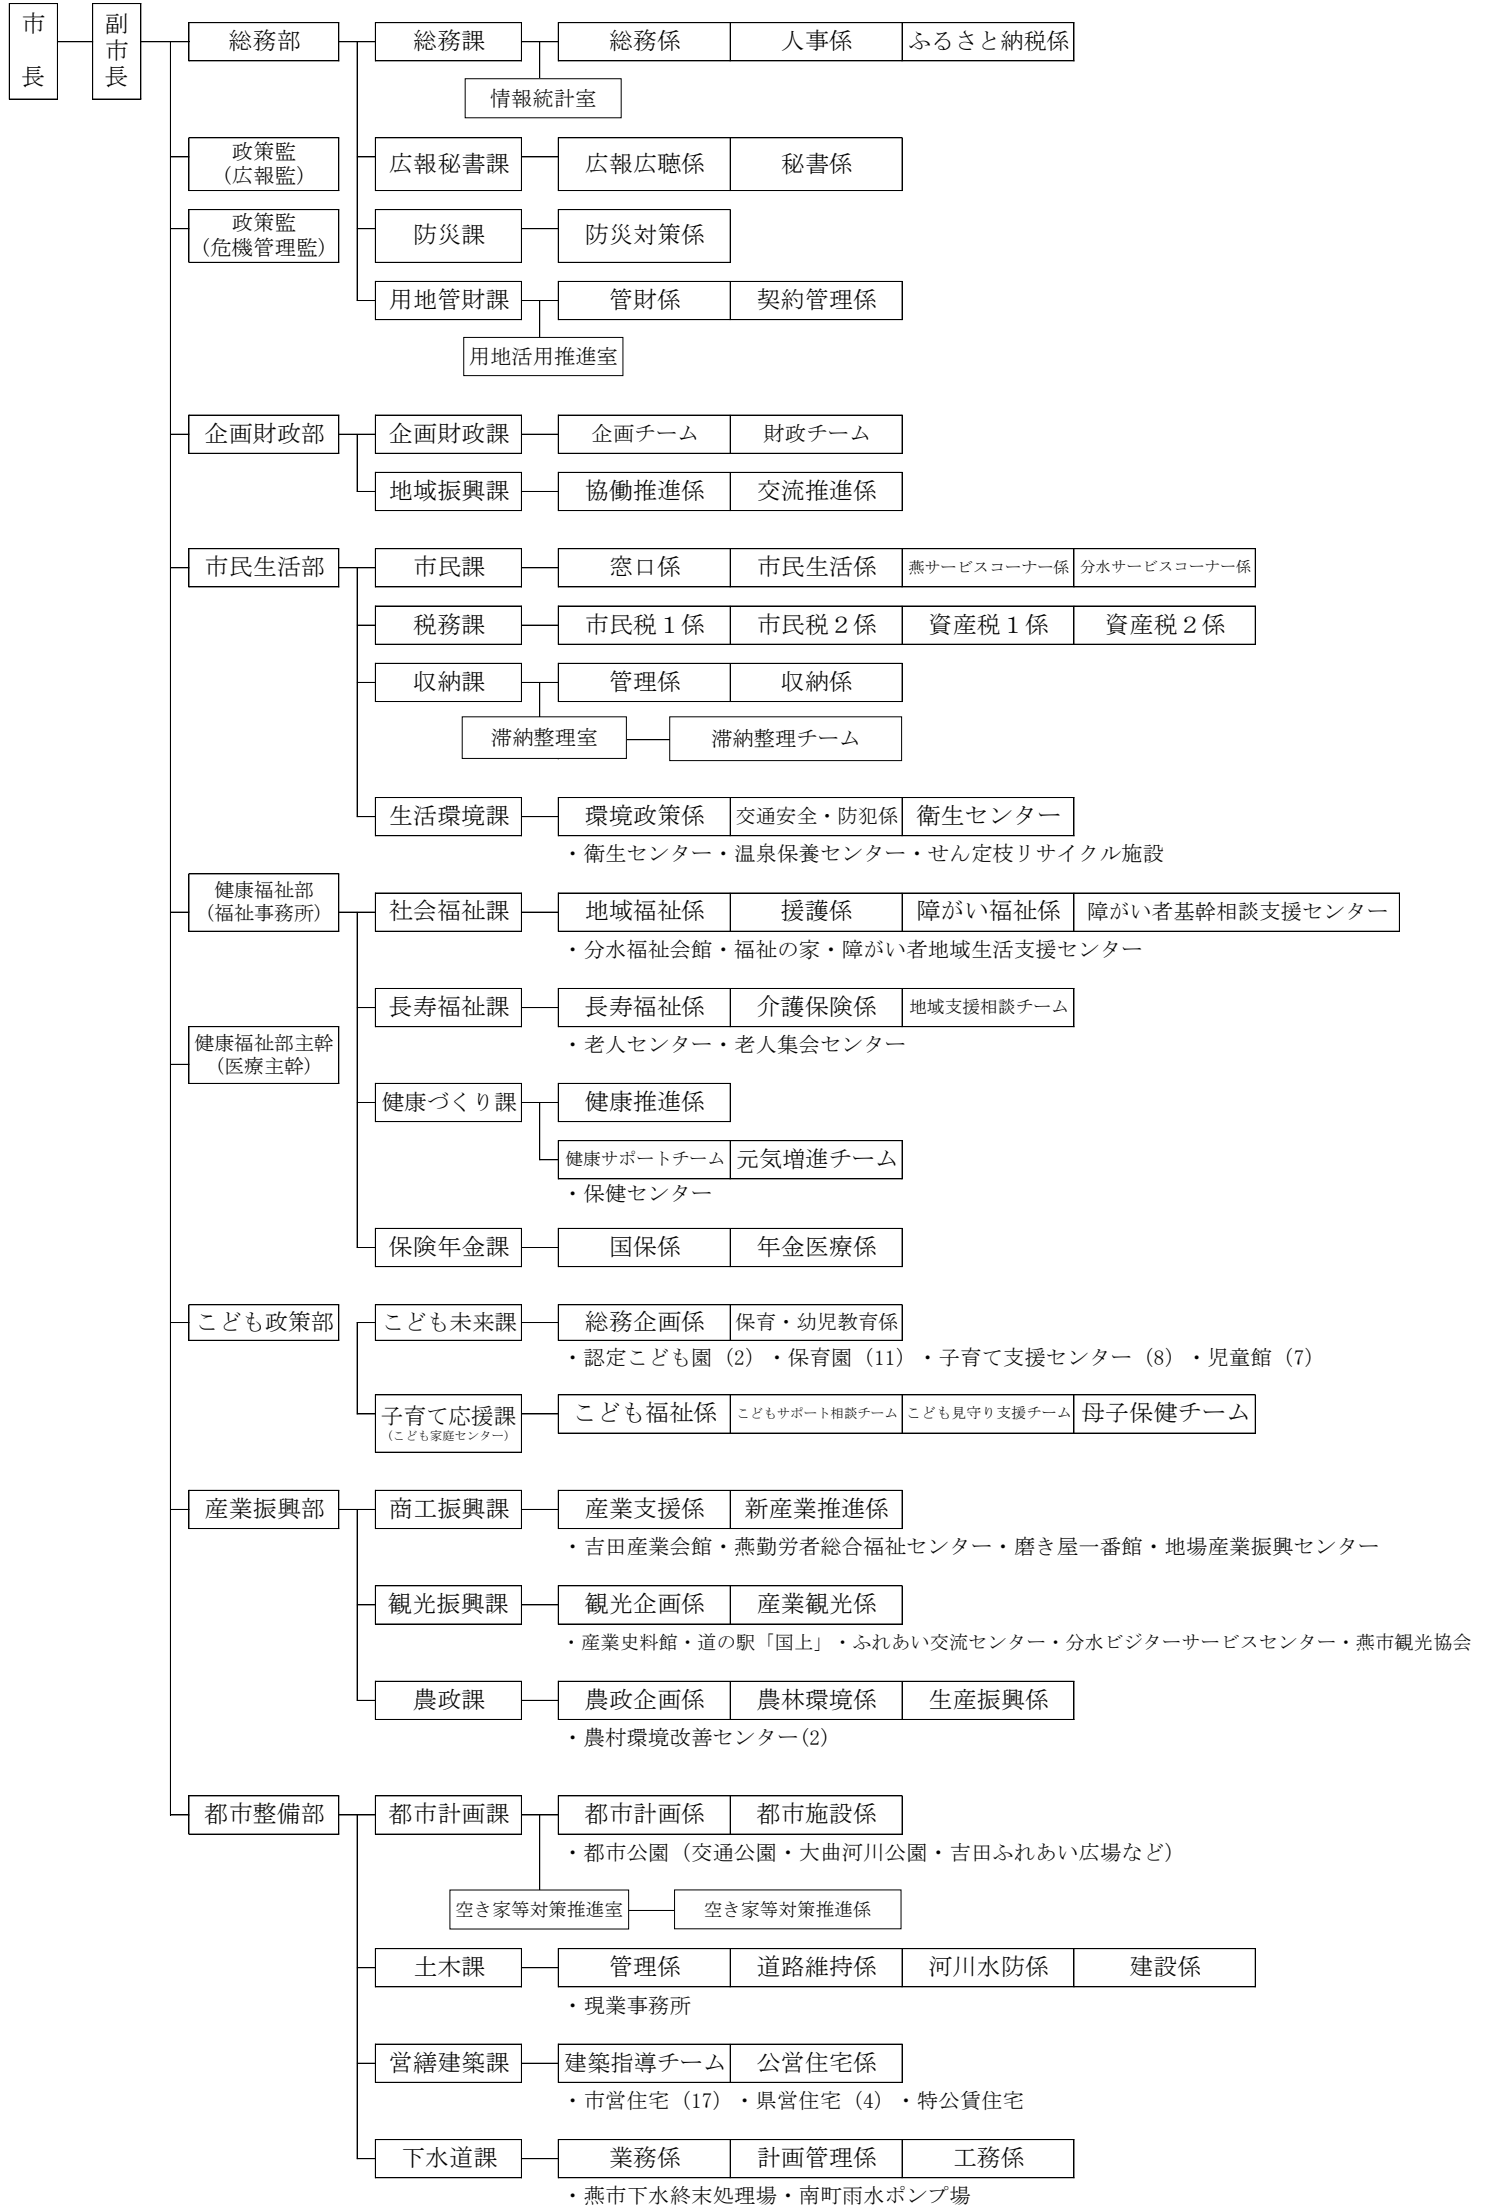 市長
副市長
総務部 総務課 総務係 人事係 ふるさと納税係
情報統計室
政策監
（広報監）
広報秘書課 広報広聴係 秘書係
政策監
（危機管理監）
防災課 防災対策係
用地管財課 管財係 契約管理係
用地活用推進室
企画財政部 企画財政課 企画チーム 財政チーム
地域振興課 協働推進係 交流推進係
市民生活部 市民課 窓口係 市民生活係 燕サービスコーナー係 分水サービスコーナー係
税務課 市民税１係 市民税２係 資産税１係 資産税２係
収納課 管理係 収納係
滞納整理室 滞納整理チーム
生活環境課 環境政策係 交通安全・防犯係 衛生センター
・衛生センター・温泉保養センター・せん定枝リサイクル施設
健康福祉部
（福祉事務所）
社会福祉課 地域福祉係 援護係 障がい福祉係 障がい者基幹相談支援センター
・分水福祉会館・福祉の家・障がい者地域生活支援センター
長寿福祉課 長寿福祉係 介護保険係 地域支援相談チーム
・老人センター・老人集会センター
健康福祉部主幹
（医療主幹）
健康づくり課 健康推進係
健康サポートチーム 元気増進チーム
・保健センター
保険年金課 国保係 年金医療係
こども政策部 こども未来課 総務企画係 保育・幼児教育係
・認定こども園（2）・保育園（11）・子育て支援センター（8）・児童館（7）
子育て応援課 こども福祉係 こどもサポート相談チーム こども見守り支援チーム 母子保健チーム
（こども家庭センター）
産業振興部 商工振興課 産業支援係 新産業推進係
・吉田産業会館・燕勤労者総合福祉センター・磨き屋一番館・地場産業振興センター
観光振興課 観光企画係 産業観光係
・産業史料館・道の駅「国上」・ふれあい交流センター・分水ビジターサービスセンター・燕市観光協会
農政課 農政企画係 農林環境係 生産振興係
・農村環境改善センター(2)
都市整備部 都市計画課 都市計画係 都市施設係
・都市公園（交通公園・大曲河川公園・吉田ふれあい広場など）
空き家等対策推進室 空き家等対策推進係
土木課 管理係 道路維持係 河川水防係 建設係
・現業事務所
営繕建築課 建築指導チーム 公営住宅係
・市営住宅（17）・県営住宅（4）・特公賃住宅
下水道課 業務係 計画管理係 工務係
・燕市下水終末処理場・南町雨水ポンプ場